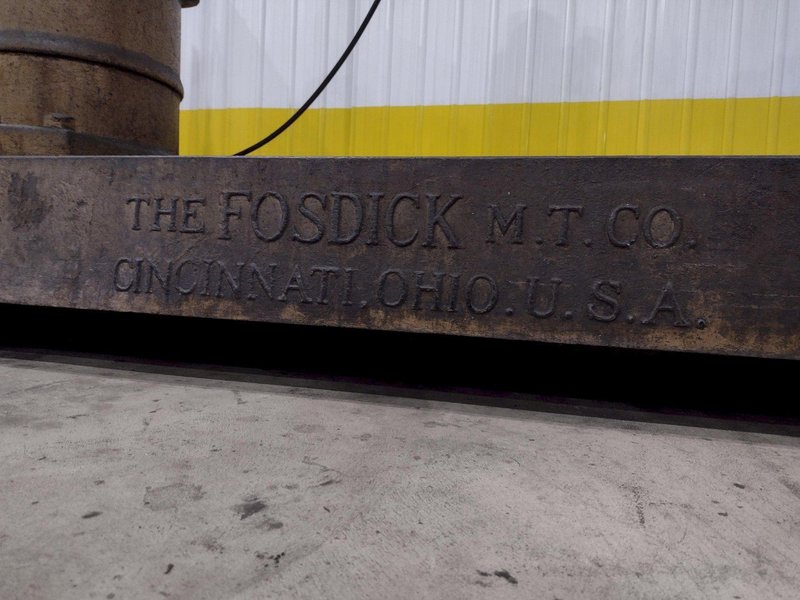 THE FOSDICK M.T. CO.
CINCINNATI, OHIO. U.S.A.